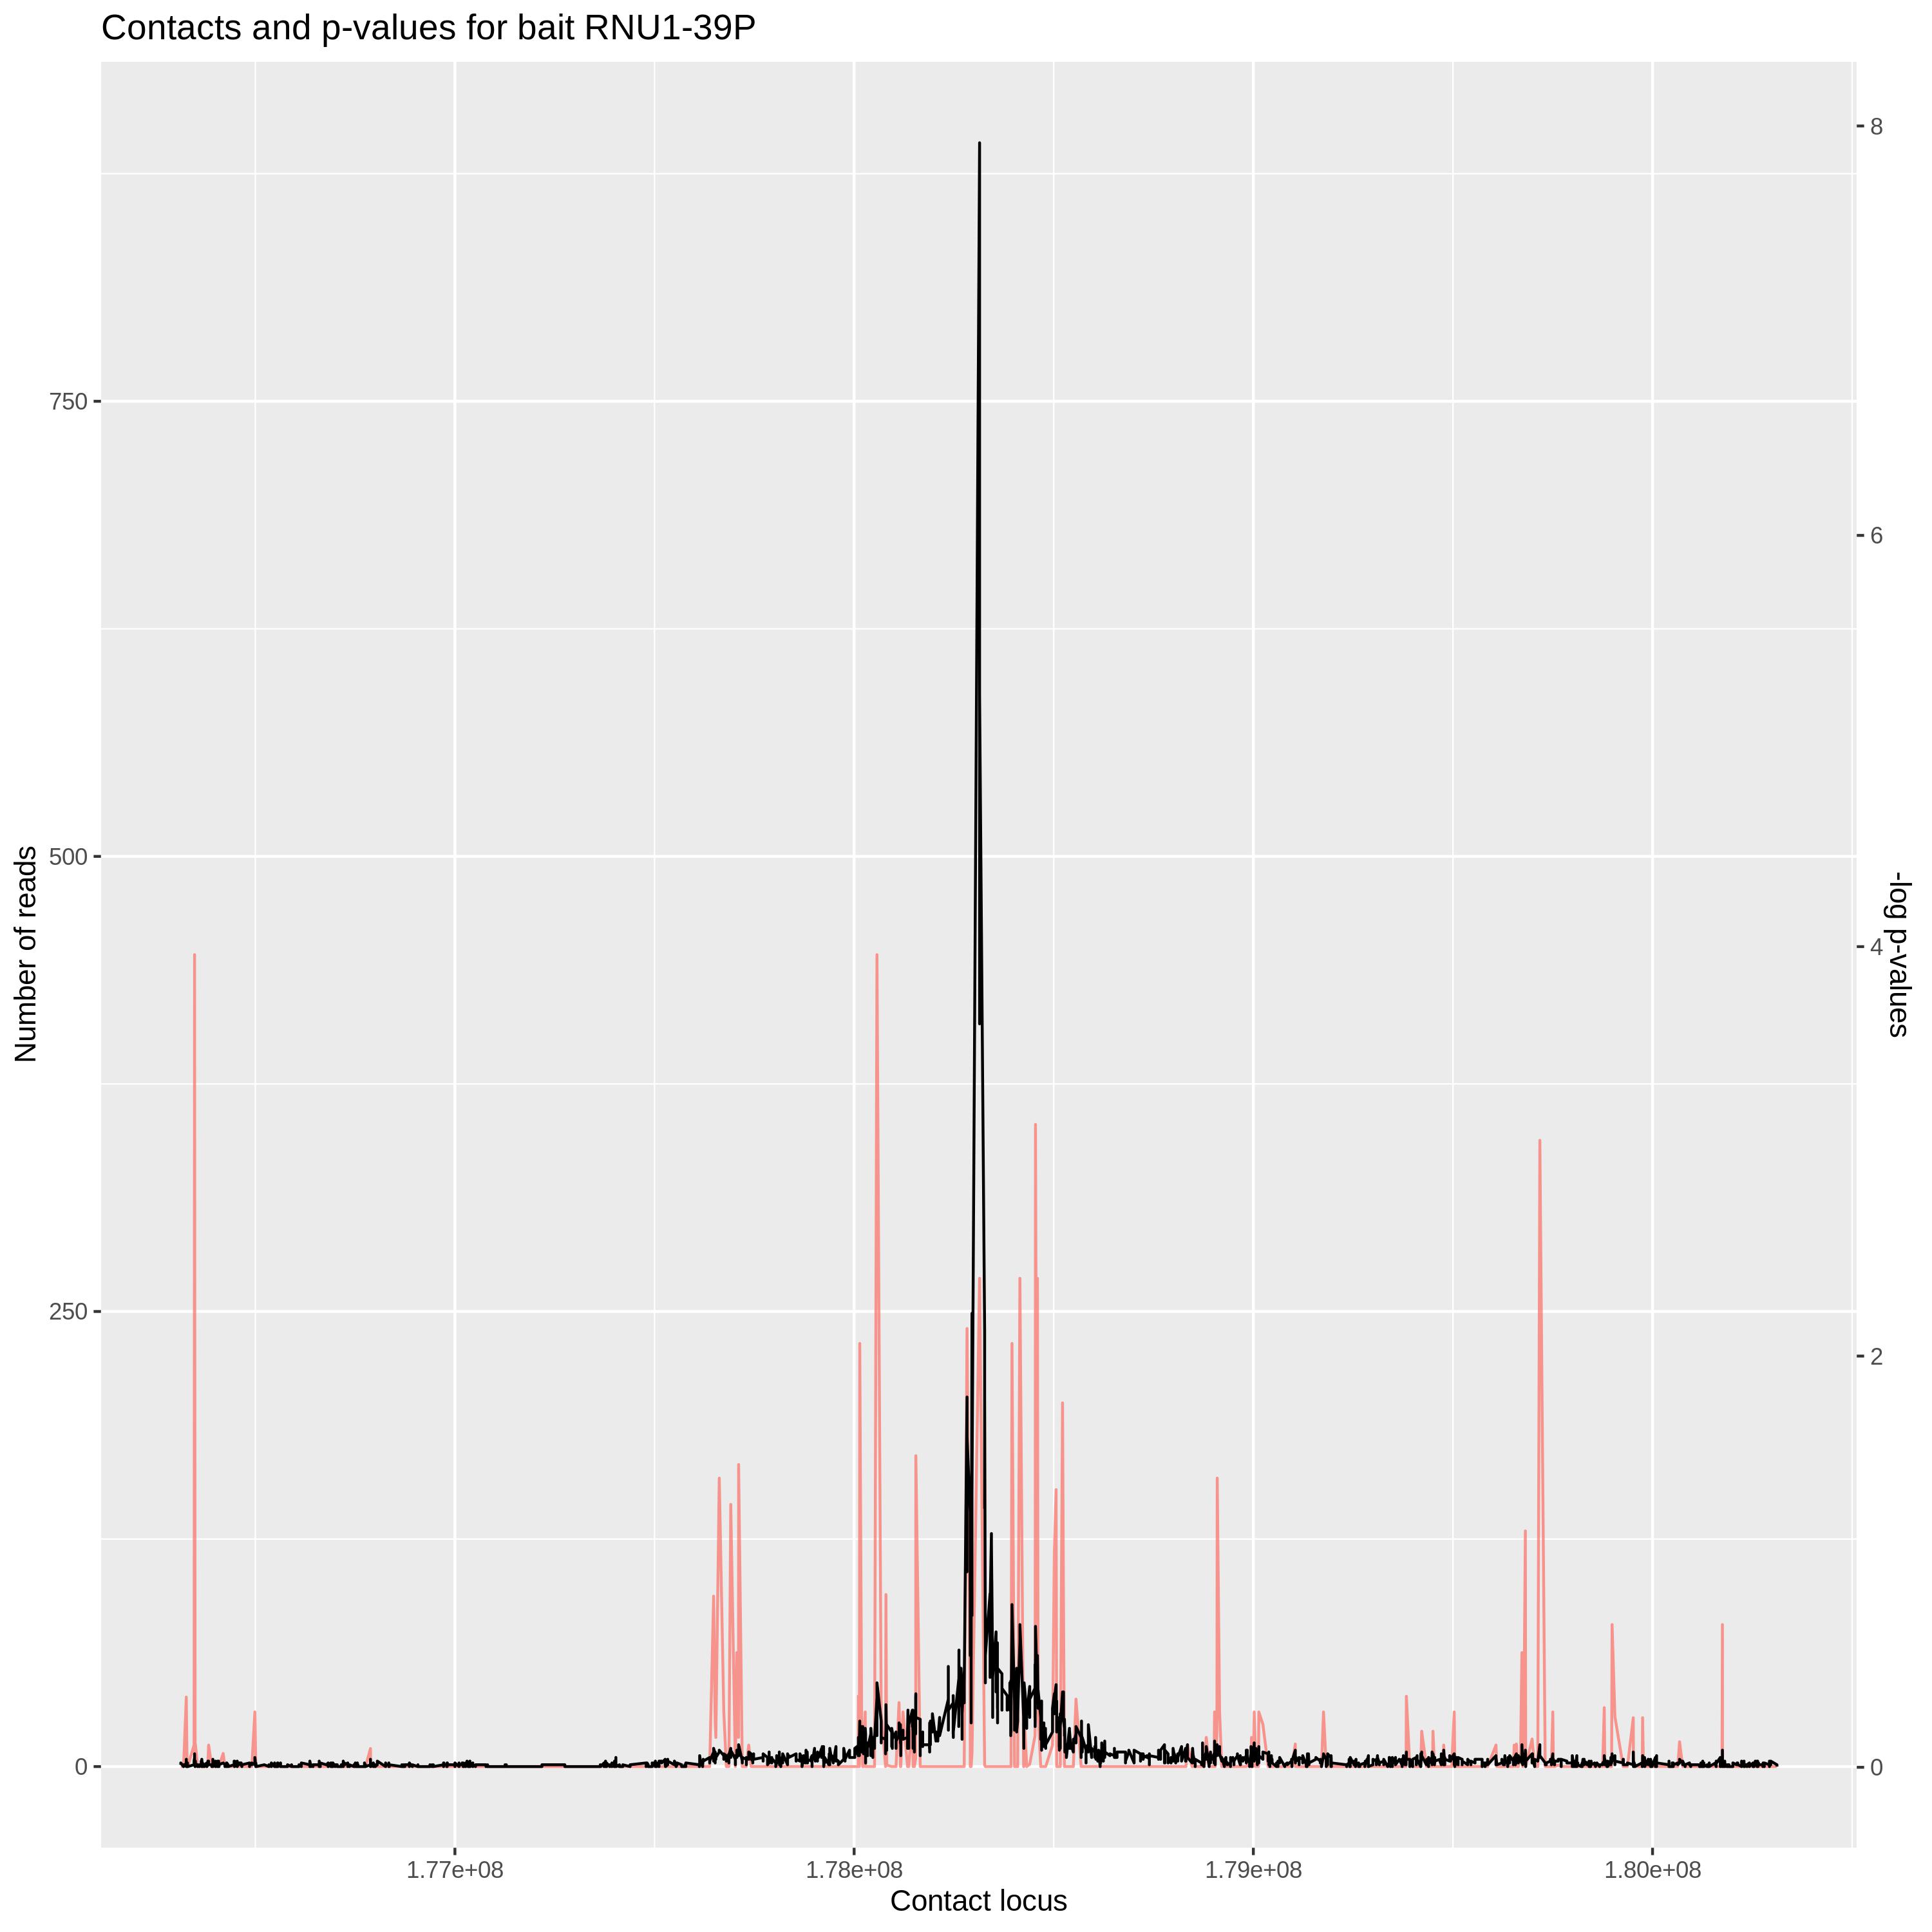 Contacts and p-values for bait RNU1-39P
8
750
6
500
4
250
2
0
0
Number of reads
-log p-values
1.77e+08
1.78e+08
1.79e+08
1.80e+08
Contact locus